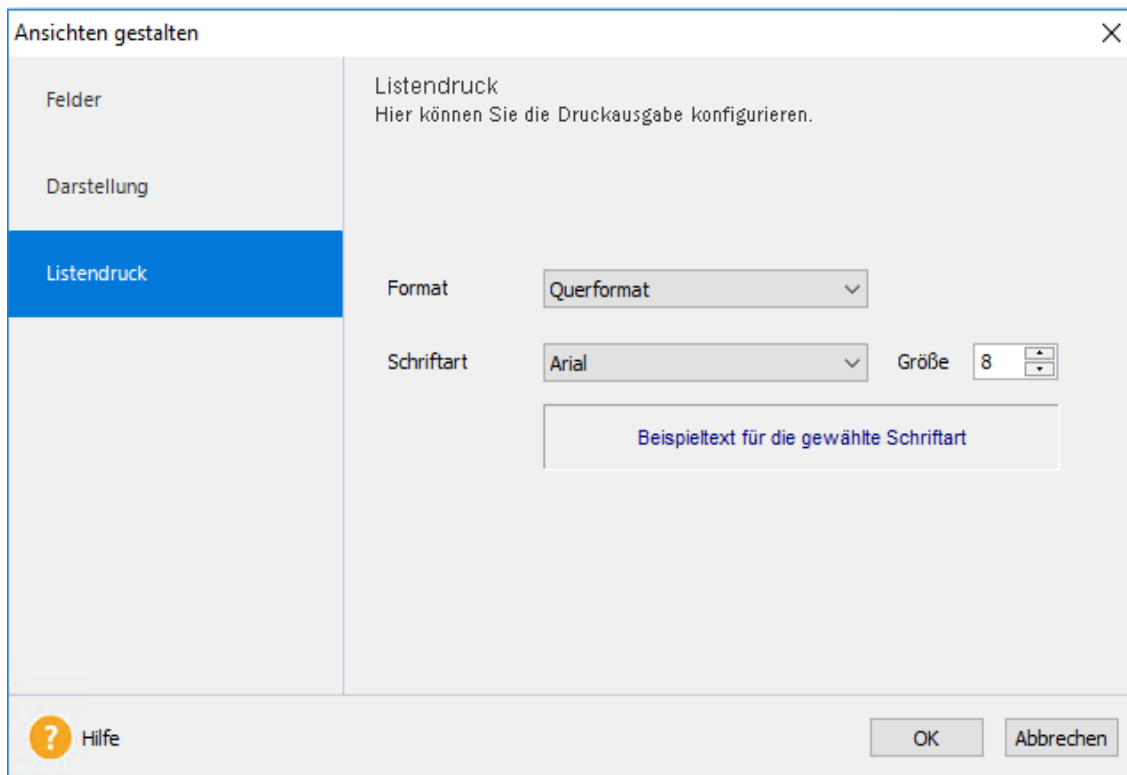 Ansichten gestalten
Felder
Darstellung
Listendruck
Listendruck
Hier können Sie die Druckausgabe konfigurieren.
Format Querformat
Schriftart Arial Größe 8
Beispieltext für die gewählte Schriftart
? Hilfe OK Abbrechen